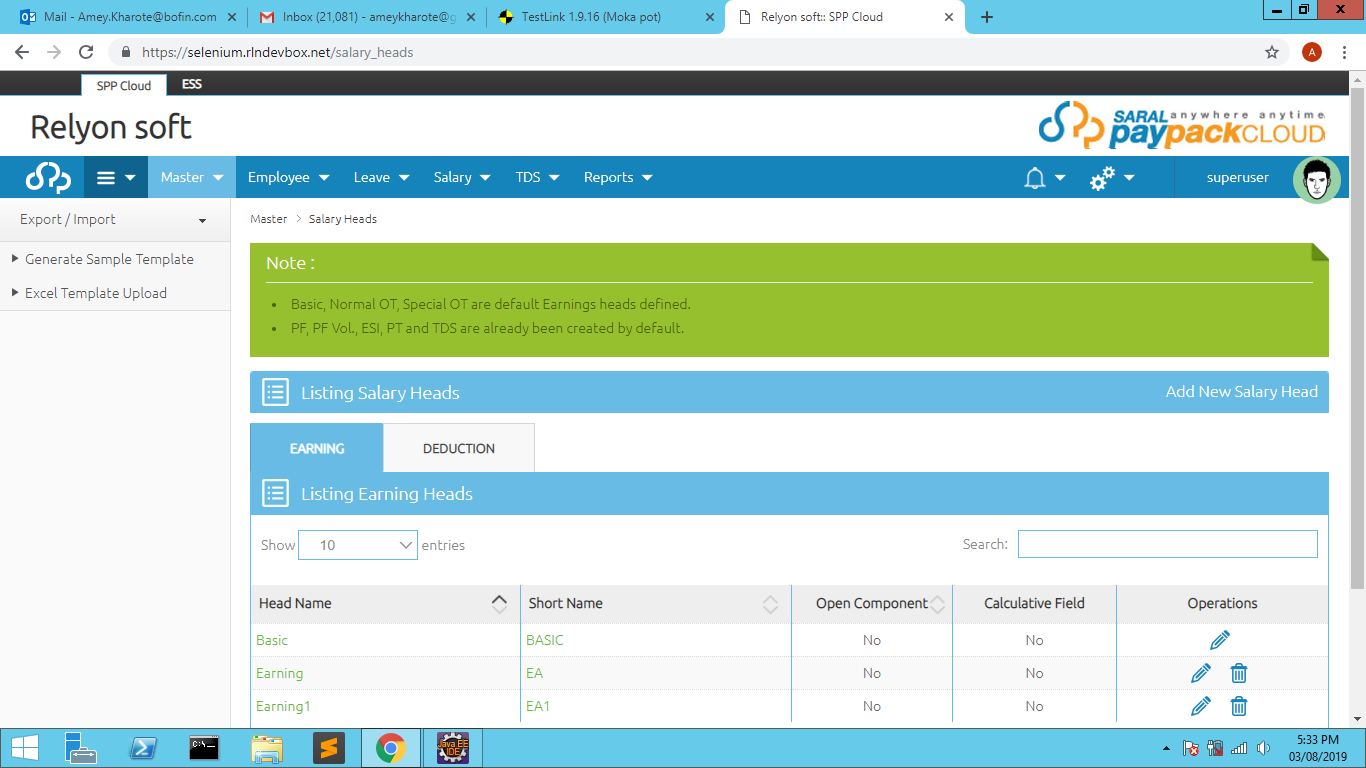 Mail - Amey.Kharote@bofin.com
Inbox (21,081) - ameykharote@g
TestLink 1.9.16 (Moka pot)
Relyon soft:: SPP Cloud
https://selenium.rlndevbox.net/salary_heads
A
SPP Cloud
ESS
Relyon soft
SARAL anywhere anytime
paypackCLOUD
Master
Employee
Leave
Salary
TDS
Reports
superuser
Export / Import
Generate Sample Template
Excel Template Upload
Master > Salary Heads
Note :
• Basic, Normal OT, Special OT are default Earnings heads defined.
• PF, PF Vol., ESI, PT and TDS are already been created by default.
Listing Salary Heads
Add New Salary Head
EARNING
DEDUCTION
Listing Earning Heads
Show 10 entries
Search:
Head Name Short Name Open Component Calculative Field Operations
Basic BASIC No No
Earning EA No No
Earning1 EA1 No No
C:\
Java EE
IDE
5:33 PM
03/08/2019